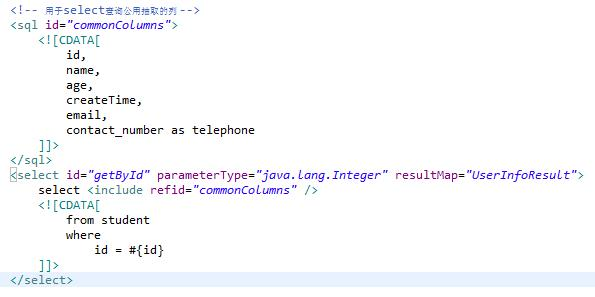 <!-- 用于select查询公用抽取的列 -->
<sql id="commonColumns">
    <![CDATA[
        id,
        name,
        age,
        createTime,
        email,
        contact_number as telephone
    ]]>
</sql>
<select id="getById" parameterType="java.lang.Integer" resultMap="UserInfoResult">
    select <include refid="commonColumns" />
    <![CDATA[
        from student
        where
            id = #{id}
    ]]>
</select>